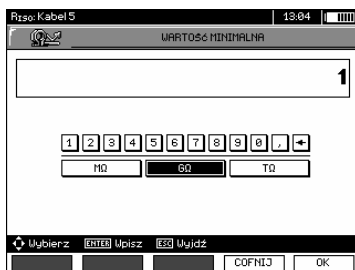 RISO: Kabel 5 13:04
WARTOŚĆ MINIMALNA
1
1 2 3 4 5 6 7 8 9 0 , ←
MΩ GΩ TΩ
Wybierz ENTER Wpisz ESC Wyjdź
COFNIJ OK